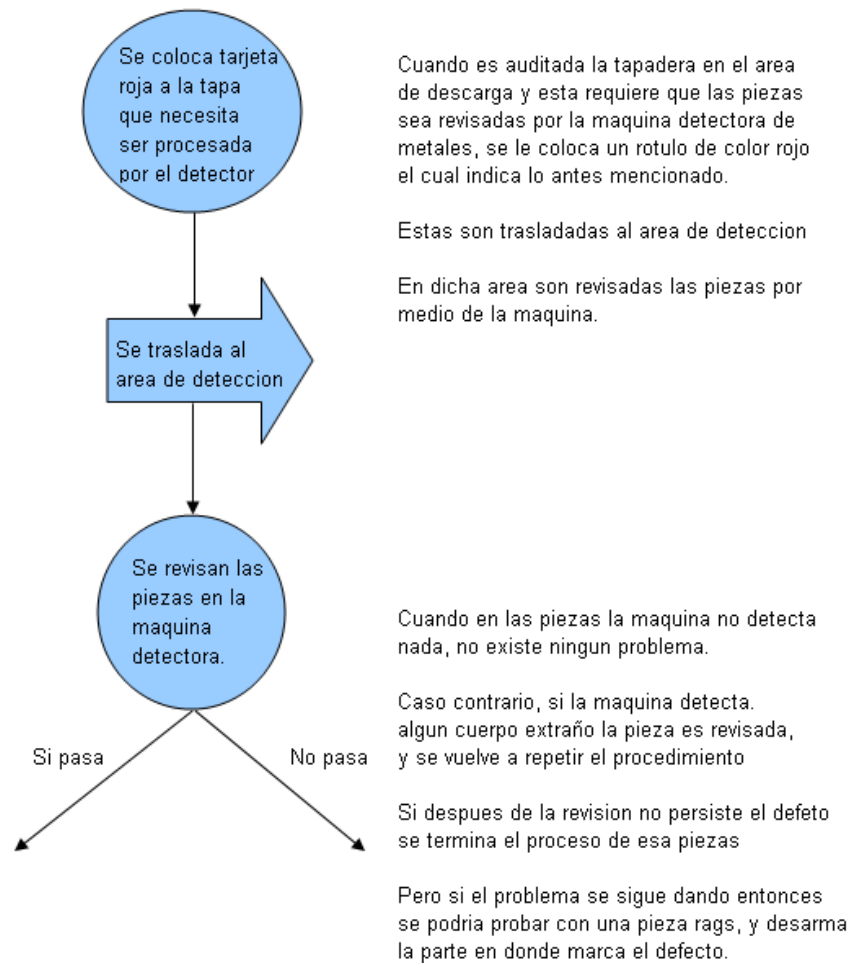 Se coloca tarjeta
roja a la tapa
que necesita
ser procesada
por el detector
Cuando es auditada la tapadera en el area
de descarga y esta requiere que las piezas
sea revisadas por la maquina detectora de
metales, se le coloca un rotulo de color rojo
el cual indica lo antes mencionado.
Estas son trasladadas al area de deteccion
En dicha area son revisadas las piezas por
medio de la maquina.
Se traslada al
area de deteccion
Se revisan las
piezas en la
maquina
detectora.
Si pasa
No pasa
Cuando en las piezas la maquina no detecta
nada, no existe ningun problema.
Caso contrario, si la maquina detecta.
algun cuerpo extraño la pieza es revisada,
y se vuelve a repetir el procedimiento
Si despues de la revision no persiste el defeto
se termina el proceso de esa piezas
Pero si el problema se sigue dando entonces
se podria probar con una pieza rags, y desarma
la parte en donde marca el defecto.